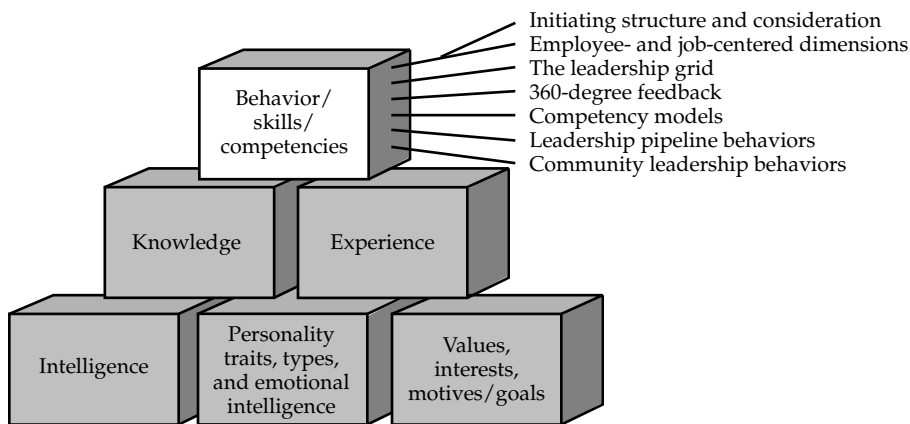 Initiating structure and consideration
Employee- and job-centered dimensions
The leadership grid
360-degree feedback
Competency models
Leadership pipeline behaviors
Community leadership behaviors
Behavior/
skills/
competencies
Knowledge
Experience
Intelligence
Personality
traits, types,
and emotional
intelligence
Values,
interests,
motives/goals